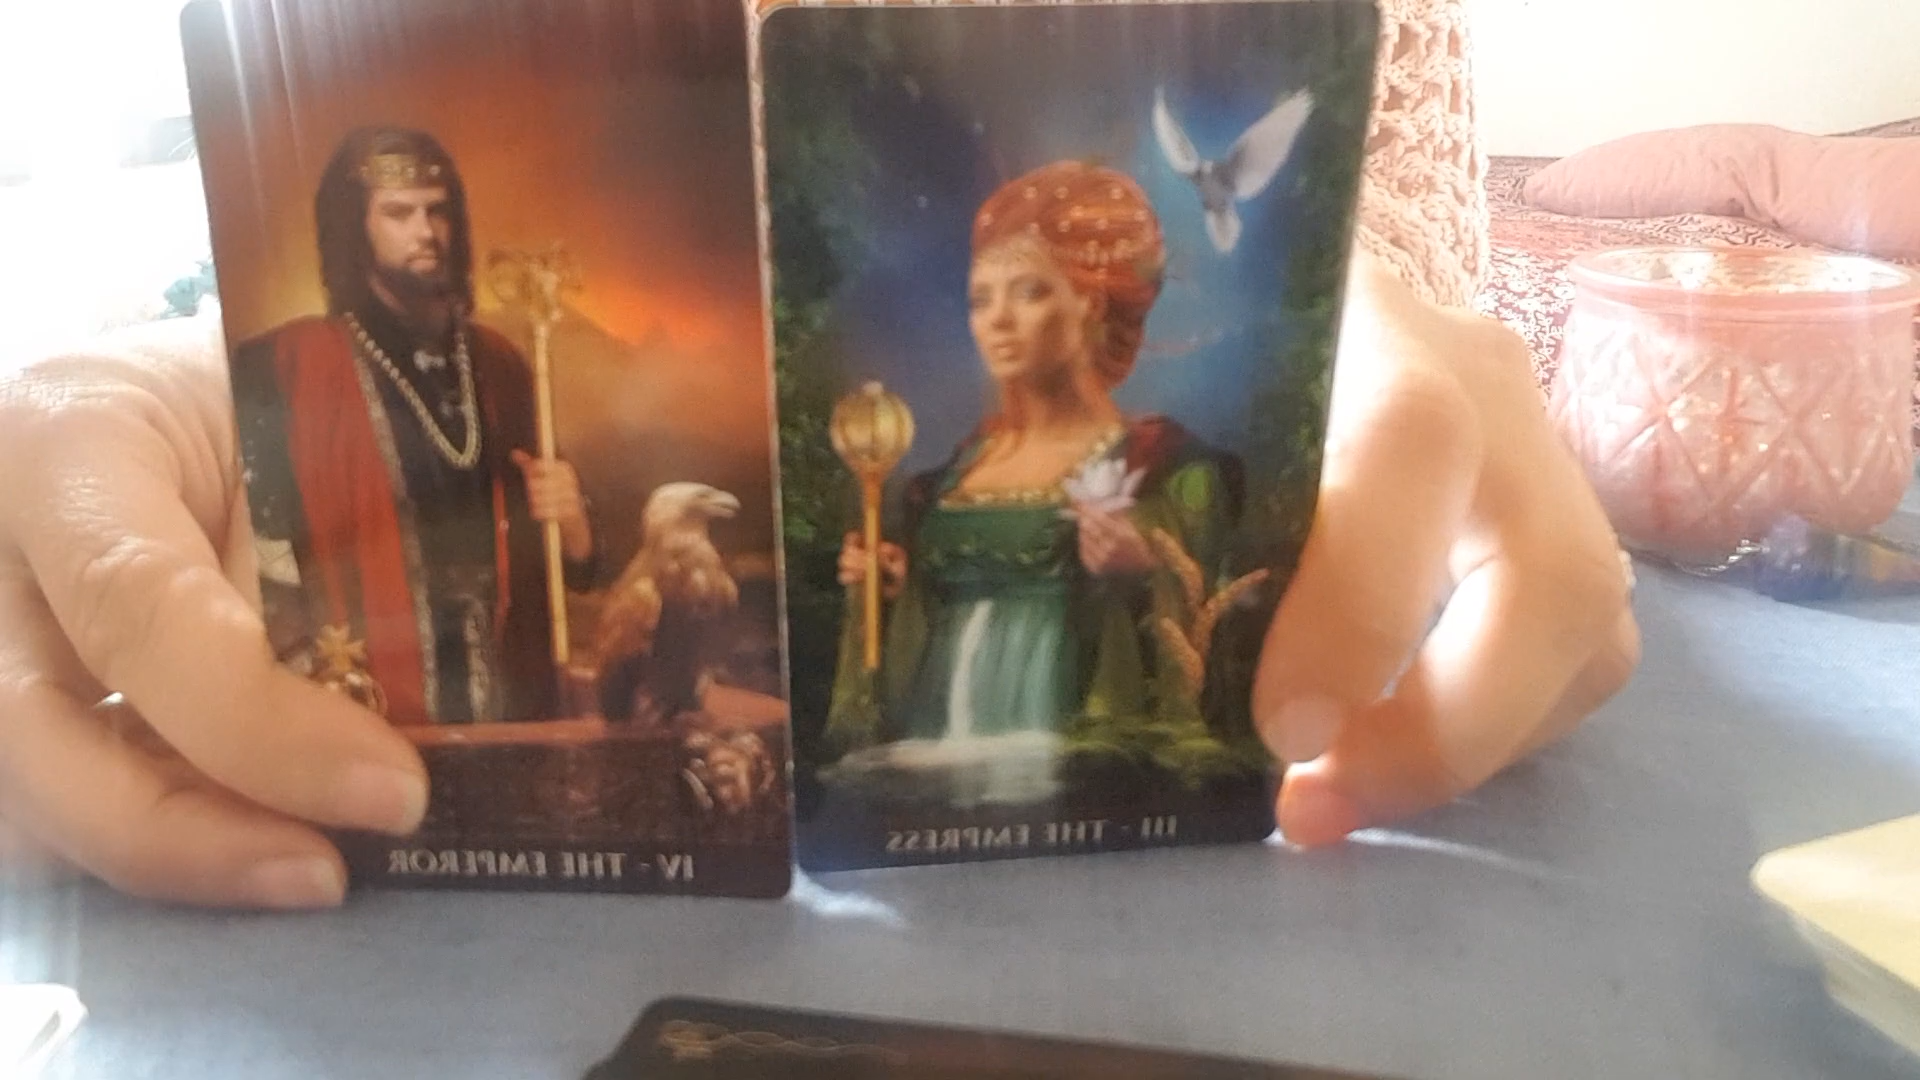 IV - THE EMPEROR
III - THE EMPRESS